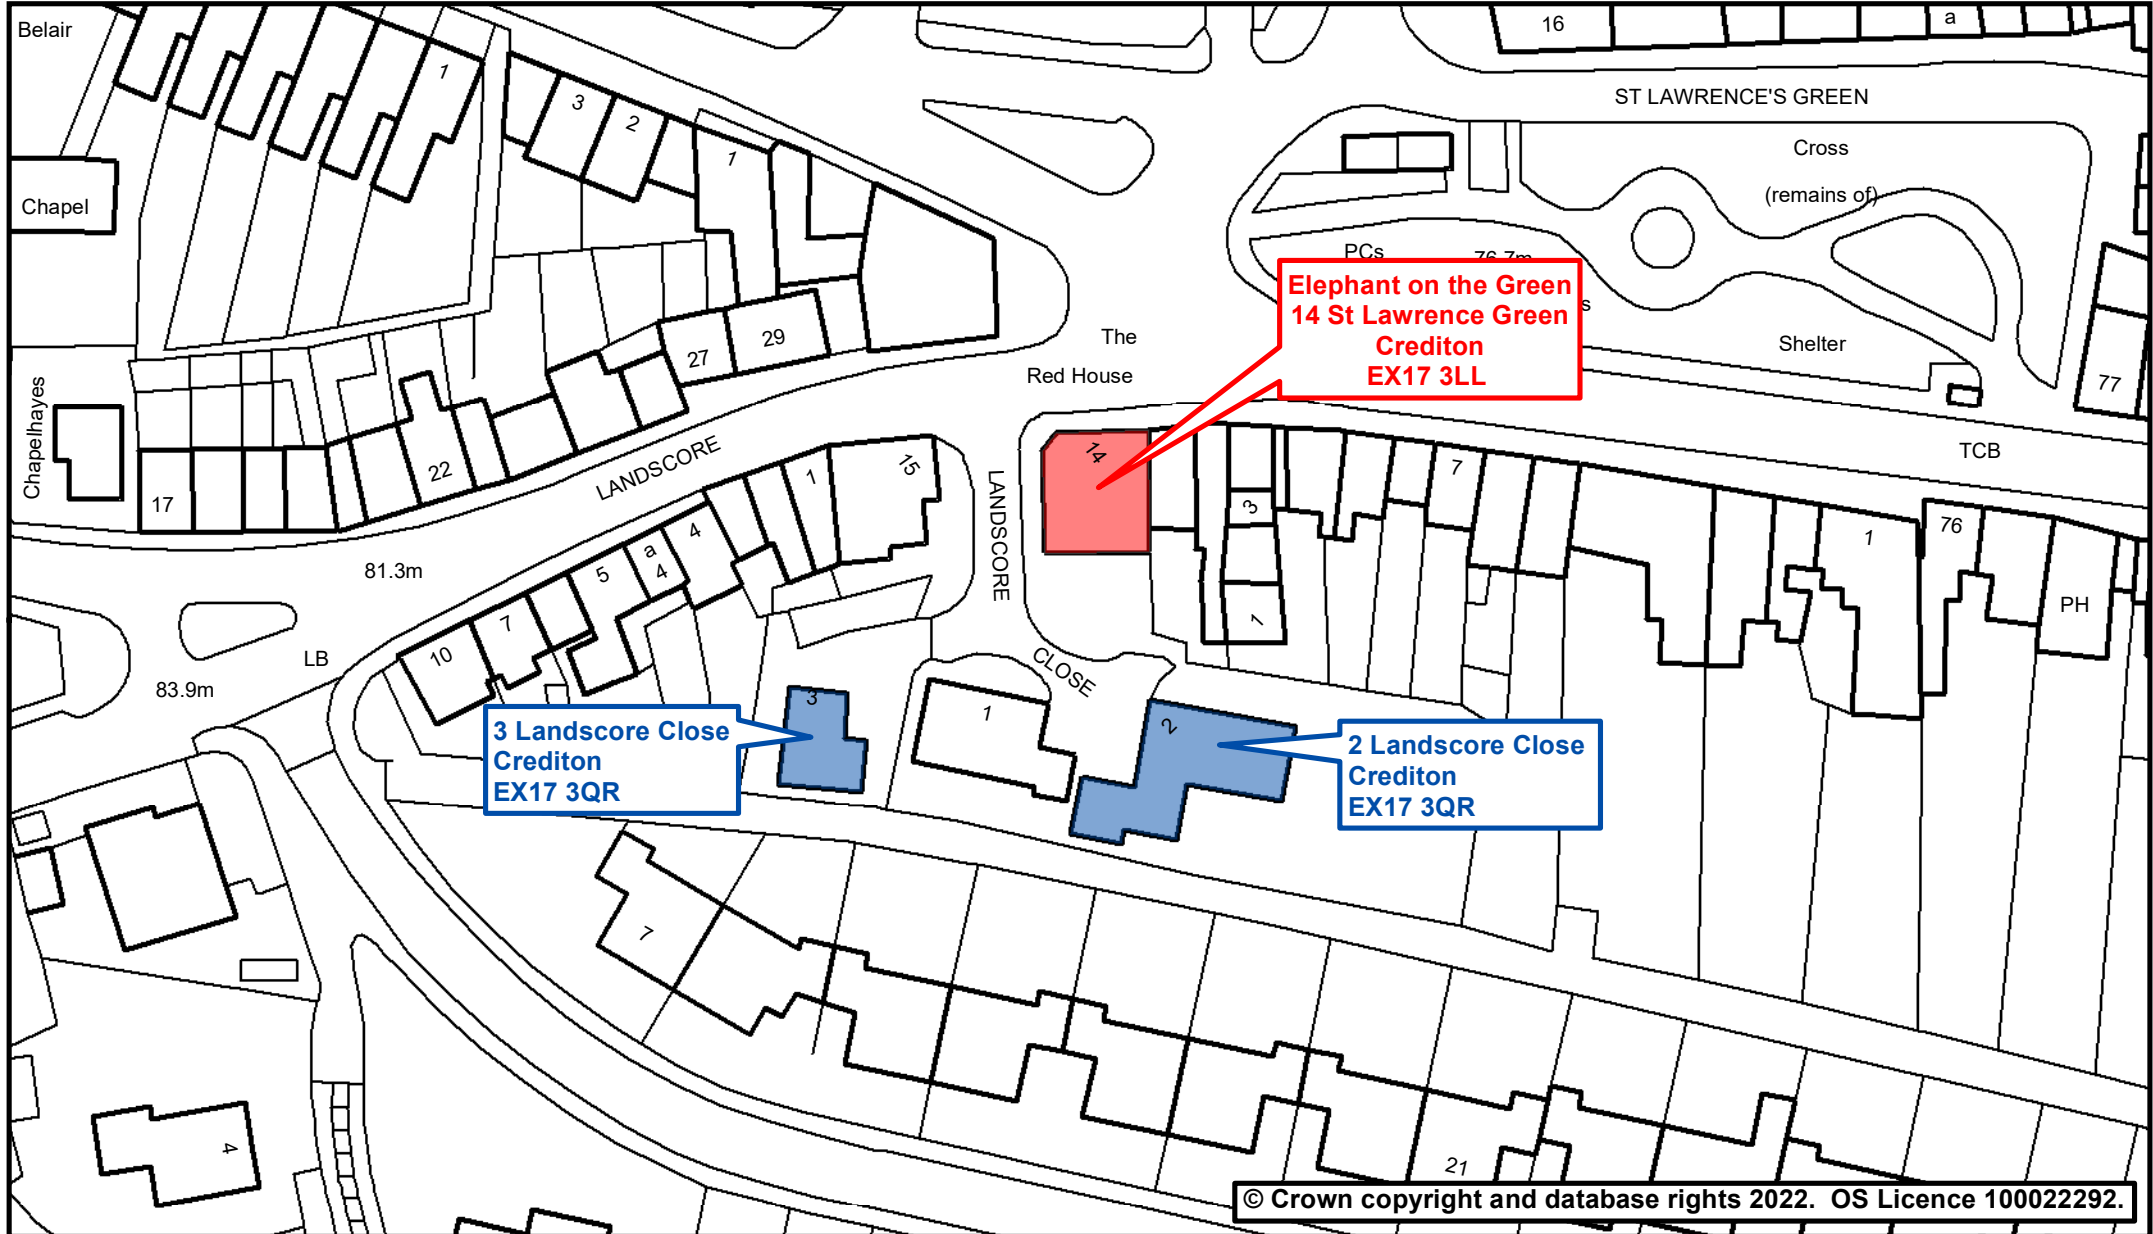 Belair
16
a
1
3
2
1
ST LAWRENCE'S GREEN
Cross
(remains of)
Chapel
PCs
76.7m
Elephant on the Green
14 St Lawrence Green
Crediton
EX17 3LL
s
The
Red House
Shelter
27
29
77
Chapelhayes
17
22
LANDSCORE
1
15
14
LANDSCORE
CLOSE
3
1
7
TCB
1
76
PH
81.3m
4
a
4
5
7
10
LB
83.9m
3
3 Landscore Close
Crediton
EX17 3QR
1
2
2 Landscore Close
Crediton
EX17 3QR
7
4
21
© Crown copyright and database rights 2022. OS Licence 100022292.